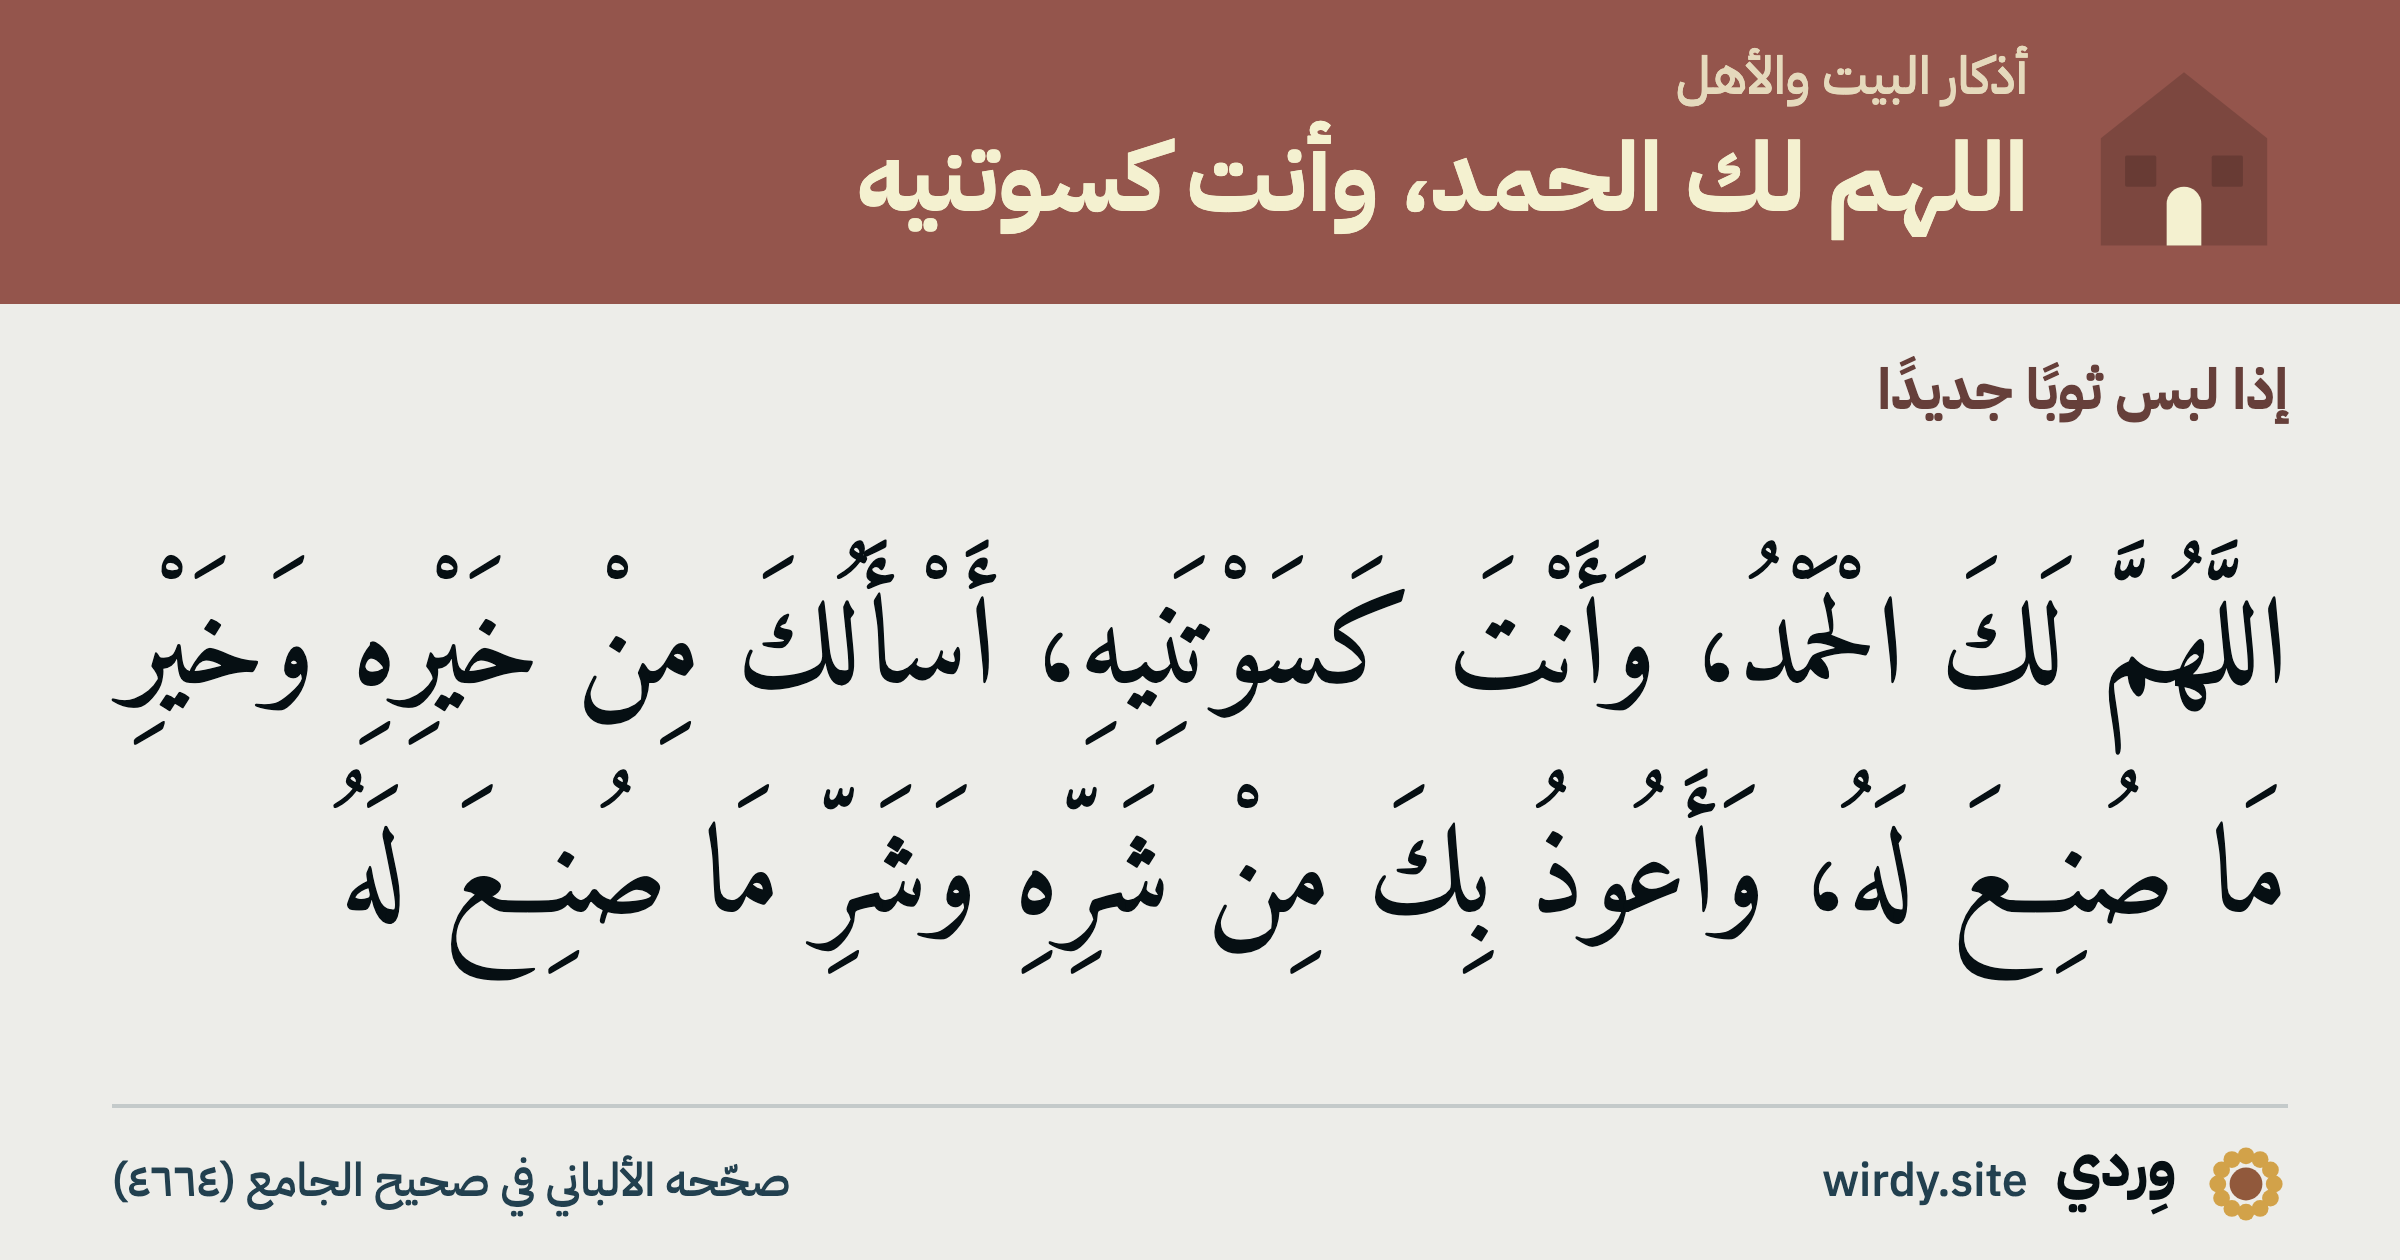 أذكار البيت والأهل
اللهم لك الحمد، وأنت كسوتنيه
إذا لبس ثوبًا جديدًا
اللَّهُمَّ لَكَ الْحَمْدُ، وَأَنْتَ كَسَوْتَنِيهِ، أَسْأَلُكَ مِنْ خَيْرِهِ وَخَيْرِ
مَا صُنِعَ لَهُ، وَأَعُوذُ بِكَ مِنْ شَرِّهِ وَشَرِّ مَا صُنِعَ لَهُ
وِردي wirdy.site
صحّحه الألباني في صحيح الجامع (٤٦٦٤)